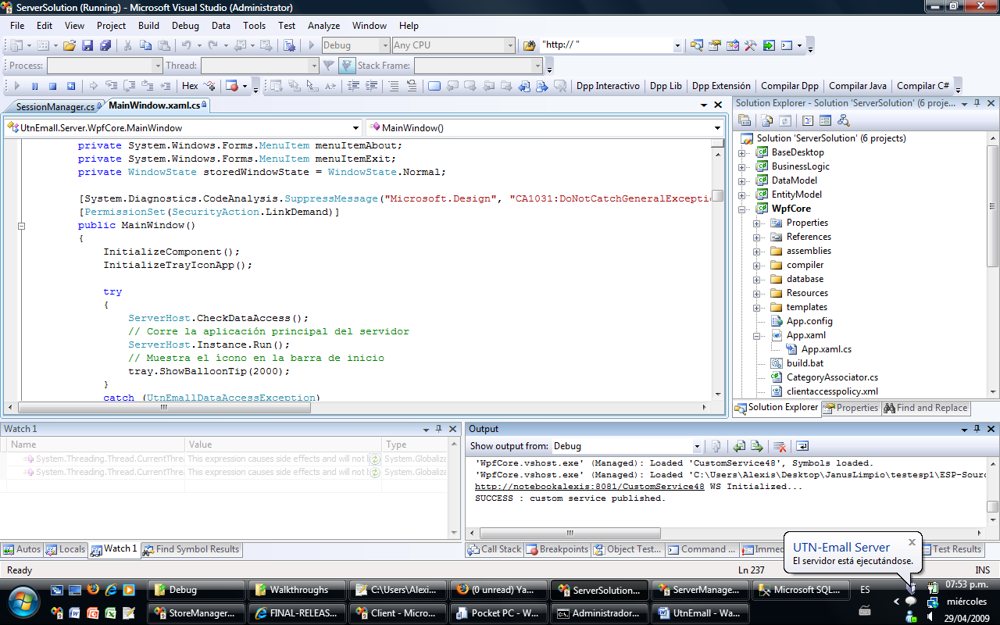 ServerSolution (Running) - Microsoft Visual Studio (Administrator)
File Edit View Project Build Debug Data Tools Test Analyze Window Help
Debug Any CPU "http:// "
Process: Thread: Stack Frame:
Hex Dpp Interactivo Dpp Lib Dpp Extensión Compilar Dpp Compilar Java Compilar C#
SessionManager.cs MainWindow.xaml.cs
UtnEmall.Server.WpfCore.MainWindow MainWindow()
private System.Windows.Forms.MenuItem menuItemAbout;
private System.Windows.Forms.MenuItem menuItemExit;
private WindowState storedWindowState = WindowState.Normal;
[System.Diagnostics.CodeAnalysis.SuppressMessage("Microsoft.Design", "CA1031:DoNotCatchGeneralExcepti
[PermissionSet(SecurityAction.LinkDemand)]
public MainWindow()
{
InitializeComponent();
InitializeTrayIconApp();
try
{
ServerHost.CheckDataAccess();
// Corre la aplicación principal del servidor
ServerHost.Instance.Run();
// Muestra el ícono en la barra de inicio
tray.ShowBalloonTip(2000);
}
catch (UtnEmallDataAccessException)
Solution Explorer - Solution 'ServerSolution' (6 proje...
Solution 'ServerSolution' (6 projects)
BaseDesktop
BusinessLogic
DataModel
EntityModel
WpfCore
Properties
References
assemblies
compiler
database
Resources
templates
App.config
App.xaml
App.xaml.cs
build.bat
CategoryAssociator.cs
clientaccesspolicy.xml
Solution Explorer Properties Find and Replace
Watch 1
Name Value Type
System.Threading.Thread.CurrentThre This expression causes side effects and will not System.Globaliza
System.Threading.Thread.CurrentThre This expression causes side effects and will not System.Globaliza
Autos Locals Watch 1 Find Symbol Results
Output
Show output from: Debug
'WpfCore.vshost.exe' (Managed): Loaded 'CustomService48', Symbols loaded.
'WpfCore.vshost.exe' (Managed): Loaded 'C:\Users\Alexis\Desktop\JanusLimpio\testesp1\ESP-Sour
http://notebookalexis:8081/CustomService48 WS Initialized...
SUCCESS : custom service published.
Call Stack Breakpoints Object Test... Command ... Immed Test Results
UTN-Emall Server
El servidor está ejecutándose.
Ready Ln 237 INS
Debug Walkthroughs C:\Users\Alexi... (0 unread) Ya... ServerSolution... ServerManage... Microsoft SQL... ES 07:53 p.m.
miércoles
StoreManager... FINAL-RELEAS... Client - Micro... Pocket PC - W... Administrador... UtnEmall - Wa... 29/04/2009